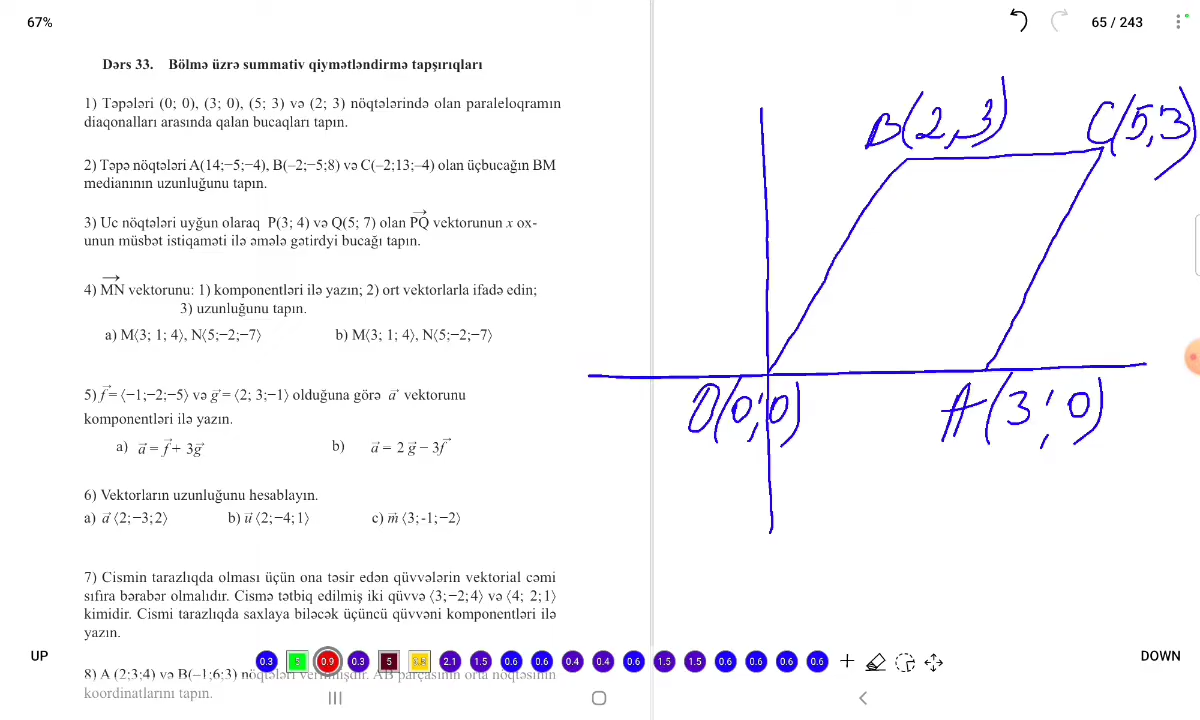 67%
65 / 243
Dərs 33. Bölmə üzrə summativ qiymətləndirmə tapşırıqları
1) Təpələri (0; 0), (3; 0), (5; 3) və (2; 3) nöqtələrində olan paraleloqramın
diaqonalları arasında qalan bucaqları tapın.
2) Təpə nöqtələri A(14;−5;−4), B(−2;−5;8) və C(−2;13;−4) olan üçbucağın BM
medianının uzunluğunu tapın.
3) Uc nöqtələri uyğun olaraq P(3; 4) və Q(5; 7) olan PQ vektorunun x ox-
unun müsbət istiqaməti ilə əmələ gətirdyi bucağı tapın.
4) MN vektorunu: 1) komponentləri ilə yazın; 2) ort vektorlarla ifadə edin;
3) uzunluğunu tapın.
a) M⟨3; 1; 4⟩, N⟨5;−2;−7⟩ b) M⟨3; 1; 4⟩, N⟨5;−2;−7⟩
5) f⃗ = ⟨−1;−2;−5⟩ və g⃗ = ⟨2; 3;−1⟩ olduğuna görə a⃗ vektorunu
komponentləri ilə yazın.
a) a⃗ = f⃗ + 3g⃗ b) a⃗ = 2 g⃗ − 3f⃗
6) Vektorların uzunluğunu hesablayın.
a) a⃗ ⟨2;−3;2⟩ b) u⃗ ⟨2;−4;1⟩ c) m⃗ ⟨3;-1;−2⟩
7) Cismin tarazlıqda olması üçün ona təsir edən qüvvələrin vektorial cəmi
sıfıra bərabər olmalıdır. Cismə tətbiq edilmiş iki qüvvə ⟨3;−2;4⟩ və ⟨4; 2;1⟩
kimidir. Cismi tarazlıqda saxlaya biləcək üçüncü qüvvəni komponentləri ilə
yazın.
8) A (2;3;4) və B(−1;6;3) nöqtələri verilmişdir. AB parçasının orta nöqtəsinin
koordinatlarını tapın.
B(2,3) C(5,3)
O(0;0) A(3;0)
UP
0.3 5 0.9 0.3 5 2.1 1.5 0.6 0.6 0.4 0.4 0.6 1.5 1.5 0.6 0.6 0.6 0.6
DOWN